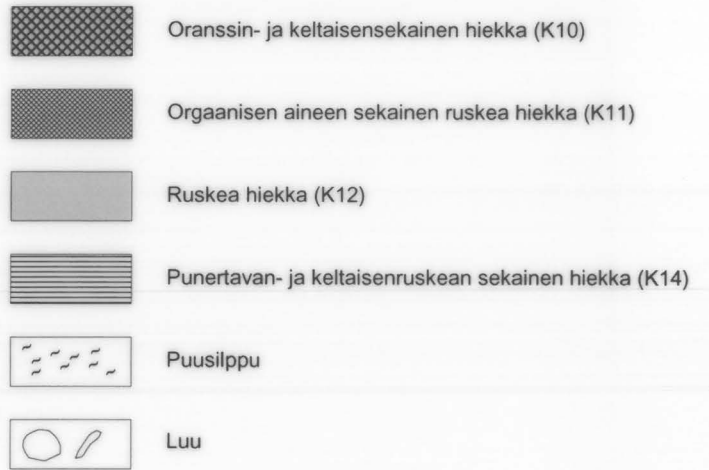 Oranssin- ja keltaisensekainen hiekka (K10)
Orgaanisen aineen sekainen ruskea hiekka (K11)
Ruskea hiekka (K12)
Punertavan- ja keltaisenruskean sekainen hiekka (K14)
Puusilppu
Luu